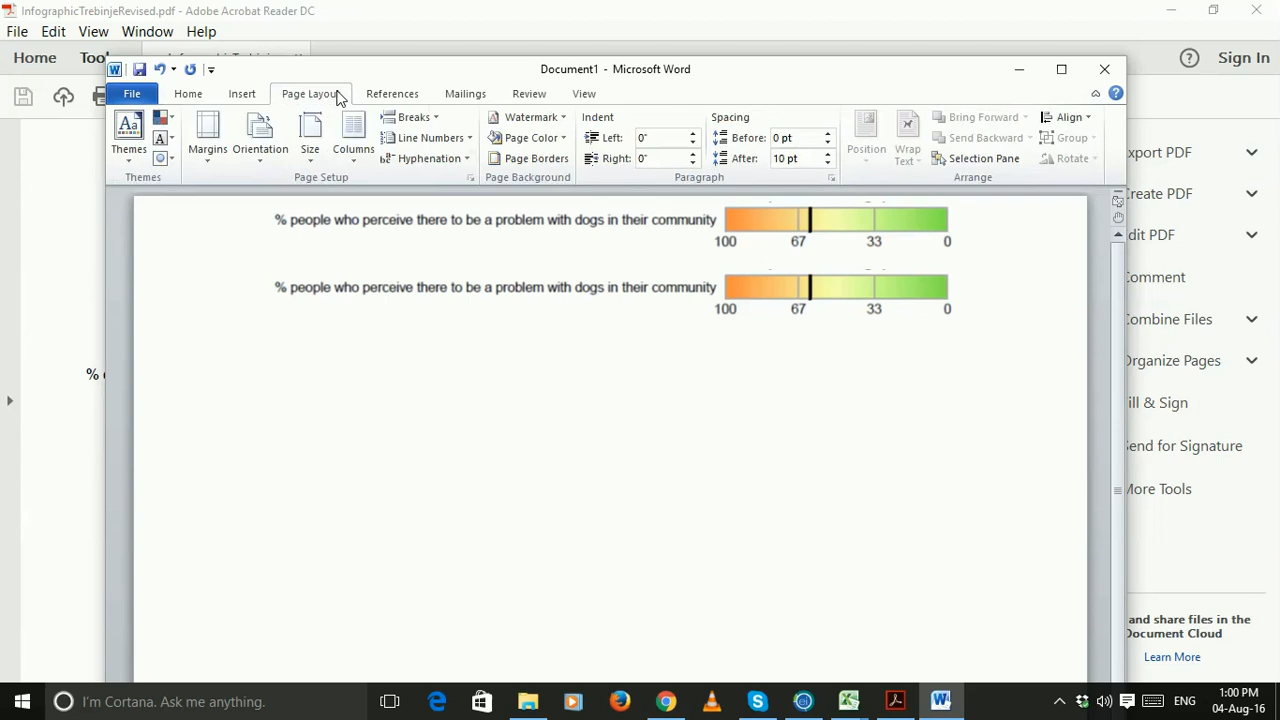 InfographicTrebinjeRevised.pdf - Adobe Acrobat Reader DC
File Edit View Window Help
Home
Sign In
Document1 - Microsoft Word
File Home Insert Page Layou References Mailings Review View
Themes
Margins
Orientation
Size
Columns
Breaks
Line Numbers
Hyphenation
Watermark
Page Color
Page Borders
Indent
Left: 0"
Right: 0"
Spacing
Before: 0 pt
After: 10 pt
Position
Wrap
Text
Bring Forward
Send Backward
Selection Pane
Align
Group
Rotate
Themes
Page Setup
Page Background
Paragraph
Arrange
% people who perceive there to be a problem with dogs in their community
100 67 33 0
% people who perceive there to be a problem with dogs in their community
100 67 33 0
%
xport PDF
reate PDF
dit PDF
omment
ombine Files
rganize Pages
ill & Sign
end for Signature
ore Tools
and share files in the
Document Cloud
Learn More
I'm Cortana. Ask me anything.
ENG
1:00 PM
04-Aug-16